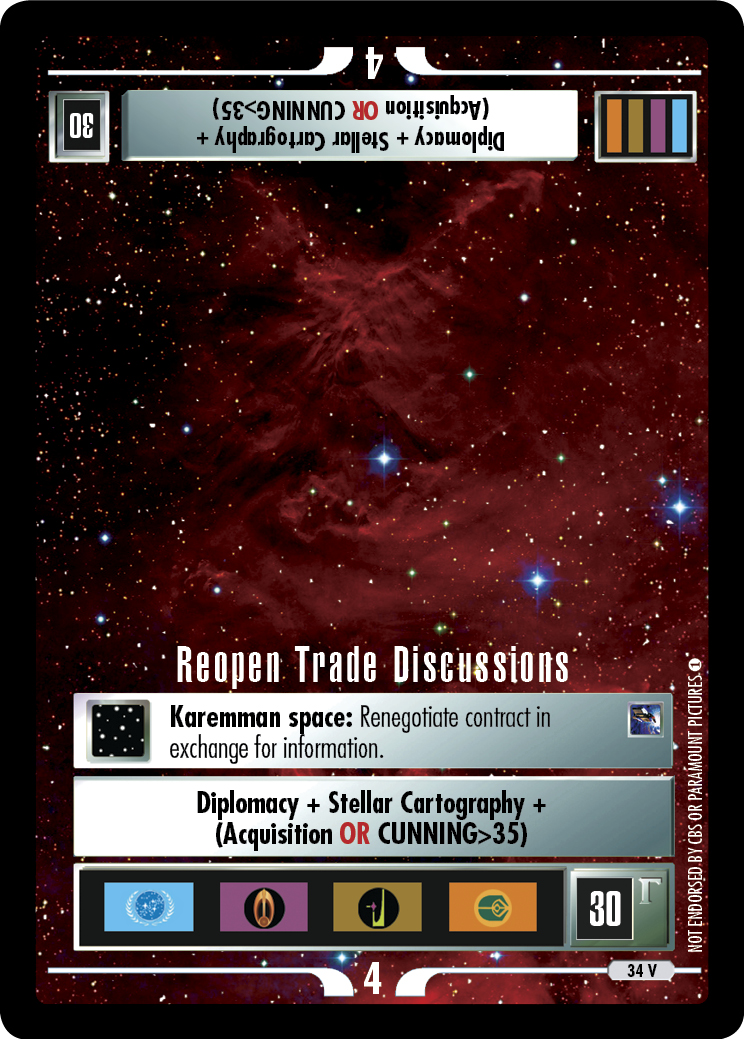 4
30
Diplomacy + Stellar Cartography +
(Acquisition OR CUNNING>35)
Reopen Trade Discussions
Karemman space: Renegotiate contract in
exchange for information.
Diplomacy + Stellar Cartography +
(Acquisition OR CUNNING>35)
30 Γ
4
34 V
NOT ENDORSED BY CBS OR PARAMOUNT PICTURES 1